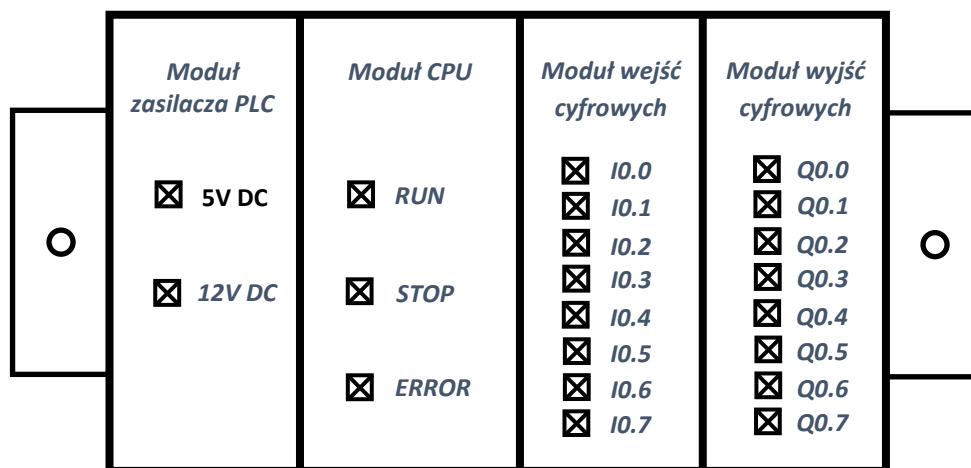 Moduł
zasilacza PLC
5V DC
12V DC
Moduł CPU
RUN
STOP
ERROR
Moduł wejść
cyfrowych
I0.0
I0.1
I0.2
I0.3
I0.4
I0.5
I0.6
I0.7
Moduł wyjść
cyfrowych
Q0.0
Q0.1
Q0.2
Q0.3
Q0.4
Q0.5
Q0.6
Q0.7